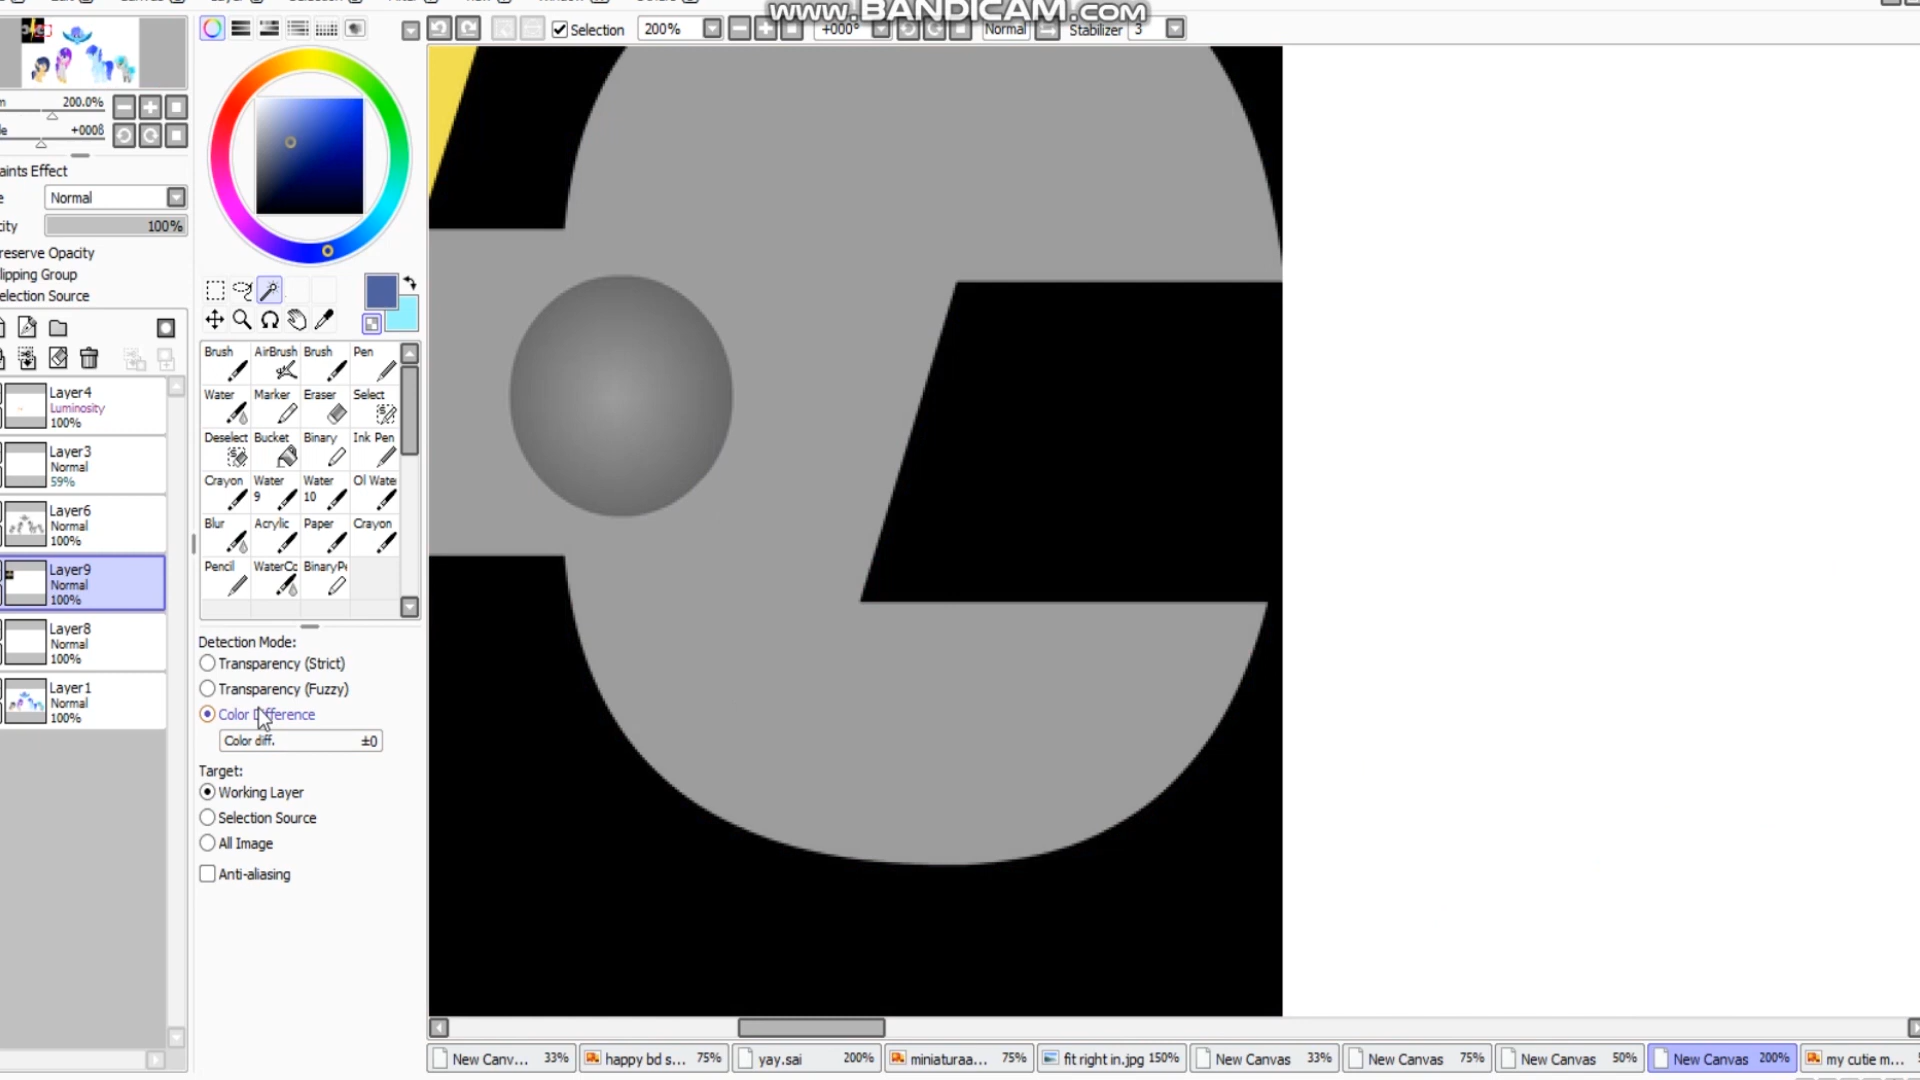 www.BANDICAM.com
Selection
200%
+000°
Normal
Stabilizer 3
200.0%
+0008
aints Effect
Normal
100%
reserve Opacity
lipping Group
election Source
Layer4
Luminosity
100%
Layer3
Normal
59%
Layer6
Normal
100%
Layer9
Normal
100%
Layer8
Normal
100%
Layer1
Normal
100%
Brush AirBrush Brush Pen
Water Marker Eraser Select
Deselect Bucket Binary Ink Pen
Crayon Water 9 Water 10 Ol Wate
Blur Acrylic Paper Crayon
Pencil WaterCo BinaryPe
Detection Mode:
Transparency (Strict)
Transparency (Fuzzy)
Color Difference
Color diff. ±0
Target:
Working Layer
Selection Source
All Image
Anti-aliasing
New Canv... 33% happy bd s... 75% yay.sai 200% miniaturaa... 75% fit right in.jpg 150% New Canvas 33% New Canvas 75% New Canvas 50% New Canvas 200% my cutie m...